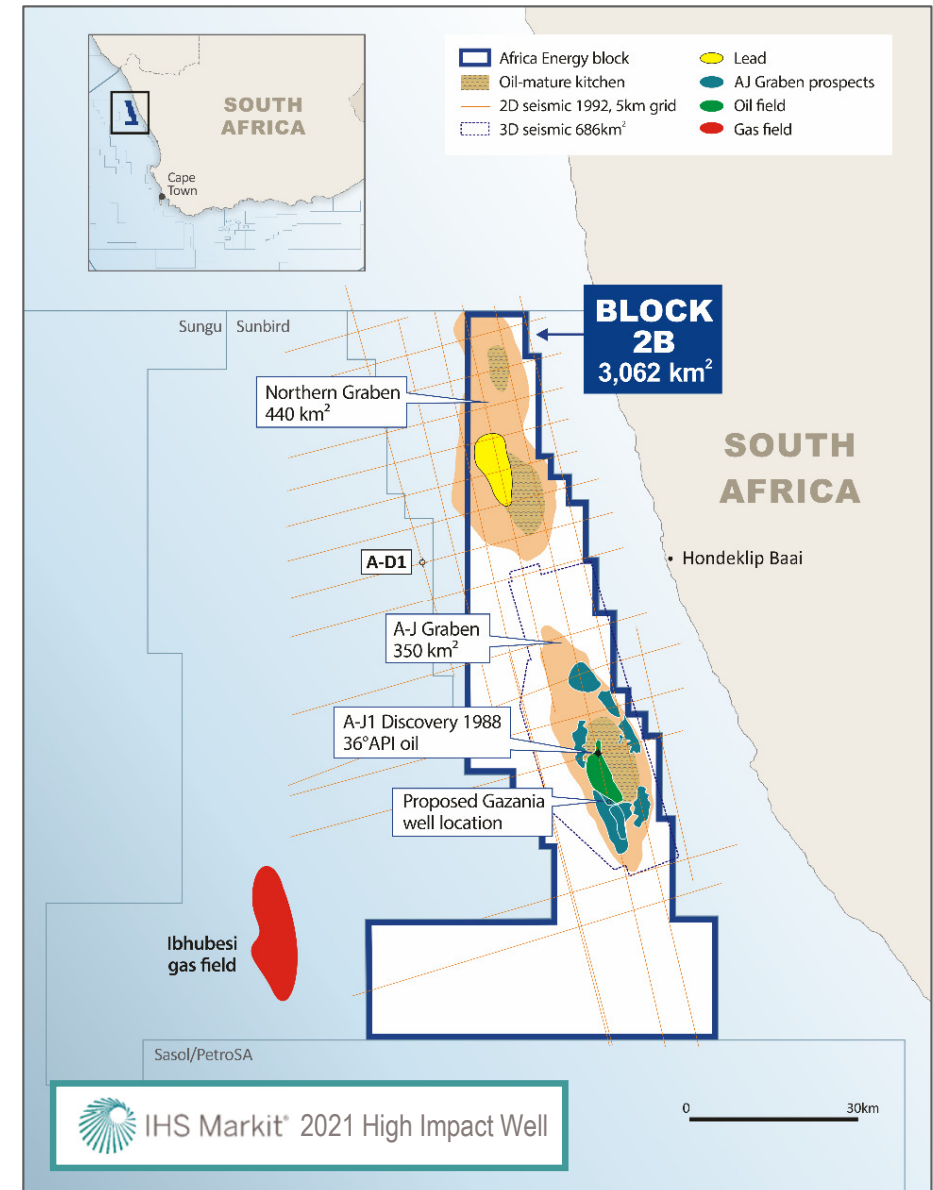 SOUTH
AFRICA
Cape
Town
Africa Energy block
Oil-mature kitchen
2D seismic 1992, 5km grid
3D seismic 686km²
Lead
AJ Graben prospects
Oil field
Gas field
Sungu
Sunbird
BLOCK
2B
3,062 km²
Northern Graben
440 km²
SOUTH
AFRICA
A-D1
Hondeklip Baai
A-J Graben
350 km²
A-J1 Discovery 1988
36°API oil
Proposed Gazania
well location
Ibhubesi
gas field
Sasol/PetroSA
IHS Markit® 2021 High Impact Well
0 30km